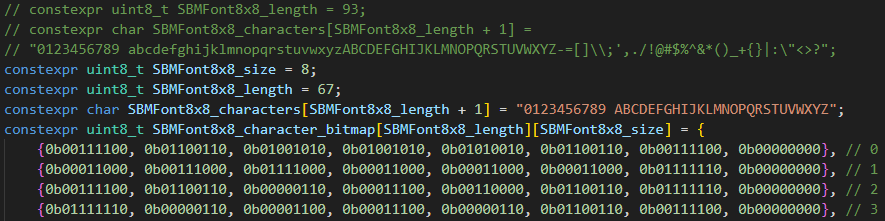 // constexpr uint8_t SBMFont8x8_length = 93;
// constexpr char SBMFont8x8_characters[SBMFont8x8_length + 1] =
// "0123456789 abcdefghijklmnopqrstuvwxyzABCDEFGHIJKLMNOPQRSTUVWXYZ-=[]\\;',./!@#$%^&*()_+{}|:\"<>?";
constexpr uint8_t SBMFont8x8_size = 8;
constexpr uint8_t SBMFont8x8_length = 67;
constexpr char SBMFont8x8_characters[SBMFont8x8_length + 1] = "0123456789 ABCDEFGHIJKLMNOPQRSTUVWXYZ";
constexpr uint8_t SBMFont8x8_character_bitmap[SBMFont8x8_length][SBMFont8x8_size] = {
{0b00111100, 0b01100110, 0b01001010, 0b01001010, 0b01010010, 0b01100110, 0b00111100, 0b00000000}, // 0
{0b00011000, 0b00111000, 0b01111000, 0b00011000, 0b00011000, 0b00011000, 0b01111110, 0b00000000}, // 1
{0b00111100, 0b01100110, 0b00000110, 0b00011100, 0b00110000, 0b01100110, 0b01111110, 0b00000000}, // 2
{0b01111110, 0b00000110, 0b00001100, 0b00011100, 0b00000110, 0b01100110, 0b00111100, 0b00000000}, // 3